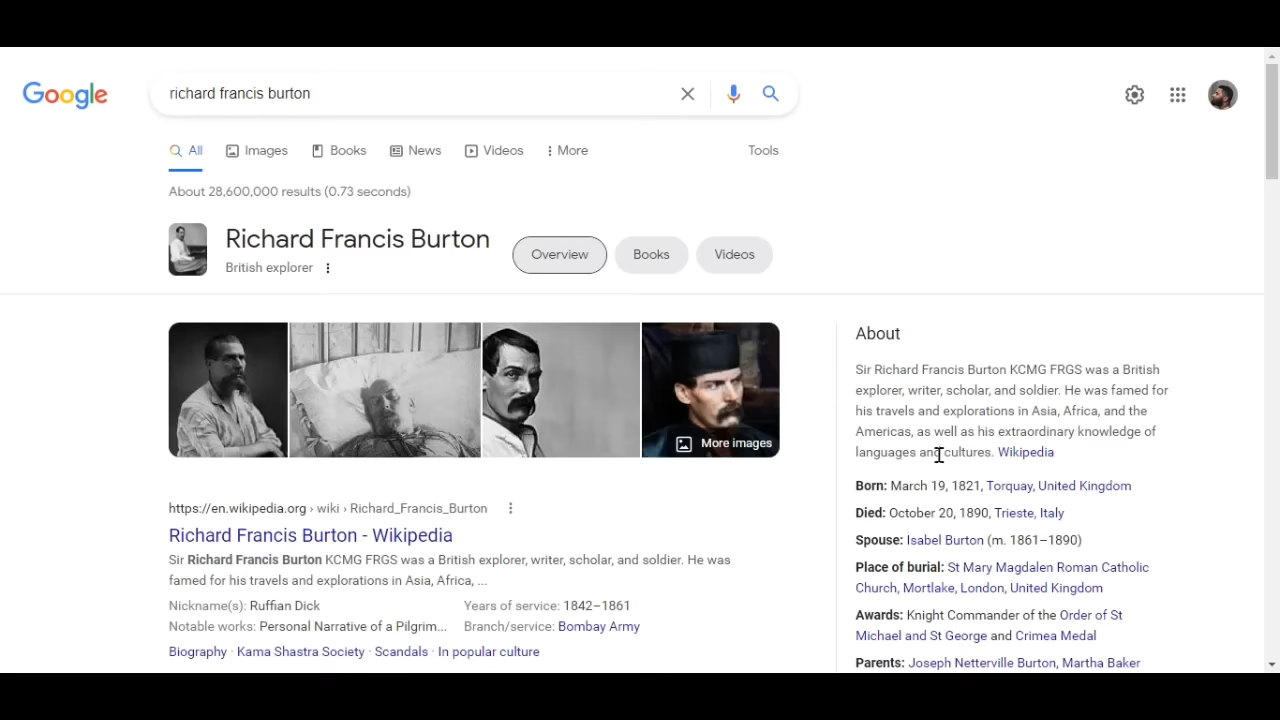 Google
richard francis burton
All Images Books News Videos More Tools
About 28,600,000 results (0.73 seconds)
Richard Francis Burton
British explorer
Overview Books Videos
More images
https://en.wikipedia.org › wiki › Richard_Francis_Burton
Richard Francis Burton - Wikipedia
Sir Richard Francis Burton KCMG FRGS was a British explorer, writer, scholar, and soldier. He was
famed for his travels and explorations in Asia, Africa, ...
Nickname(s): Ruffian Dick Years of service: 1842–1861
Notable works: Personal Narrative of a Pilgrim... Branch/service: Bombay Army
Biography · Kama Shastra Society · Scandals · In popular culture
About
Sir Richard Francis Burton KCMG FRGS was a British
explorer, writer, scholar, and soldier. He was famed for
his travels and explorations in Asia, Africa, and the
Americas, as well as his extraordinary knowledge of
languages and cultures. Wikipedia
Born: March 19, 1821, Torquay, United Kingdom
Died: October 20, 1890, Trieste, Italy
Spouse: Isabel Burton (m. 1861–1890)
Place of burial: St Mary Magdalen Roman Catholic
Church, Mortlake, London, United Kingdom
Awards: Knight Commander of the Order of St
Michael and St George and Crimea Medal
Parents: Joseph Netterville Burton, Martha Baker